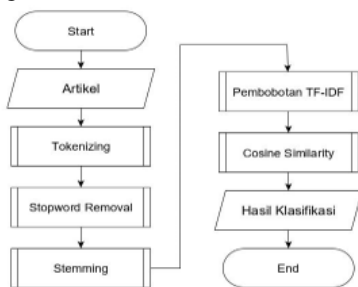 Start
Artikel
Tokenizing
Stopword Removal
Stemming
Pembobotan TF-IDF
Cosine Similarity
Hasil Klasifikasi
End